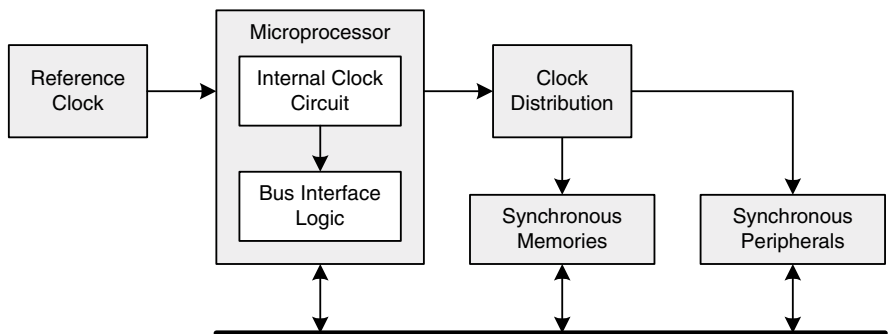 Microprocessor
Reference
Clock
Internal Clock
Circuit
Bus Interface
Logic
Clock
Distribution
Synchronous
Memories
Synchronous
Peripherals